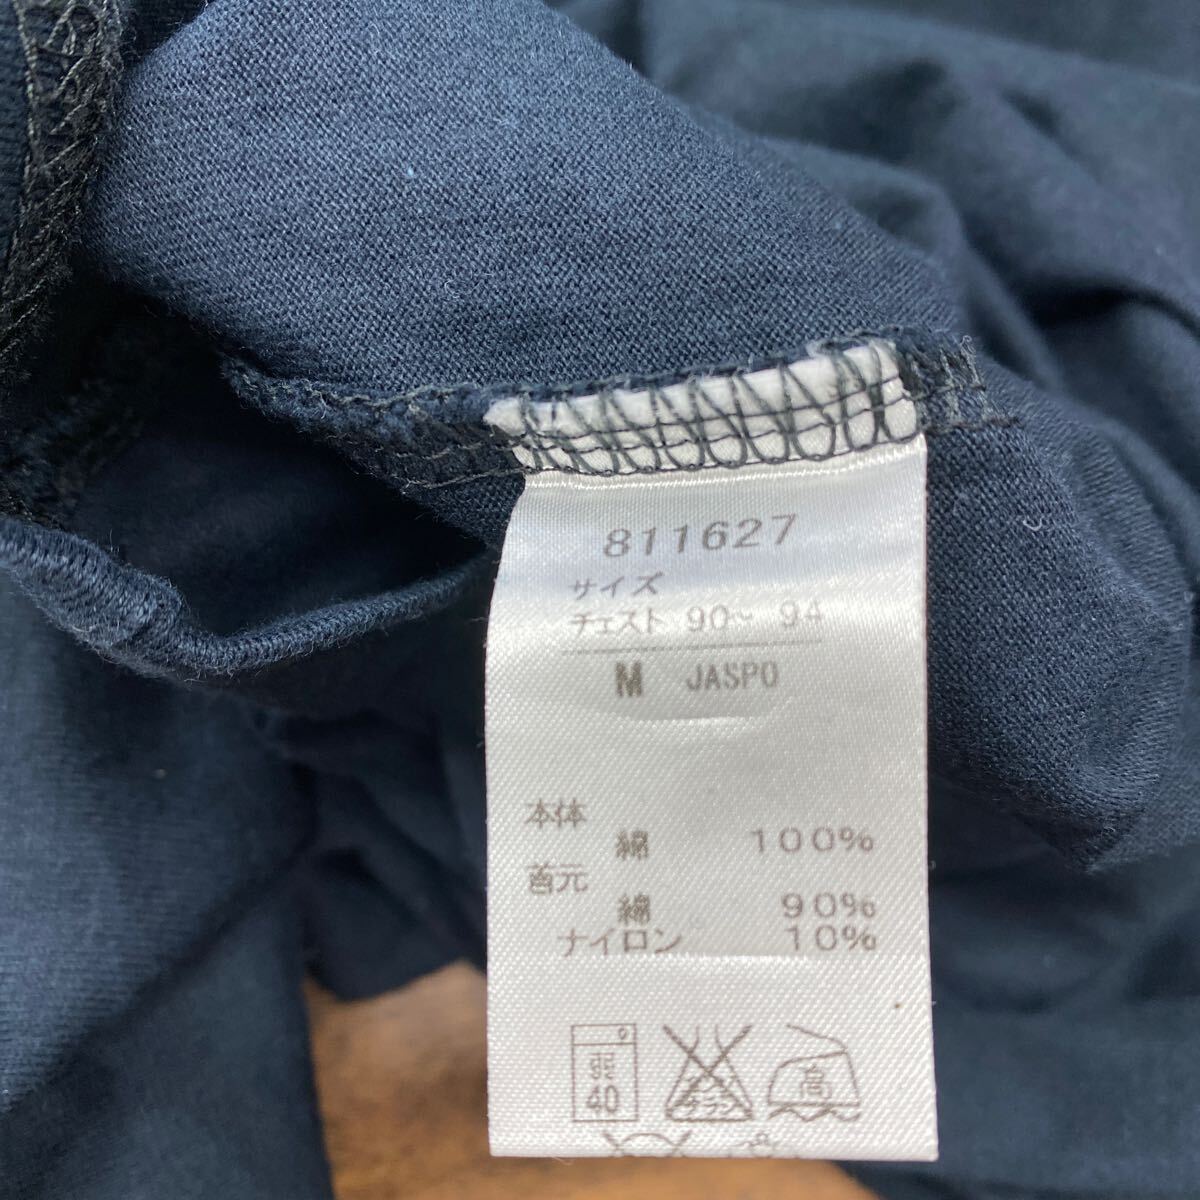 811627
サイズ
チェスト 90~ 94
M JASPO
本体
綿 100%
首元
綿 90%
ナイロン 10%
弱
40
高